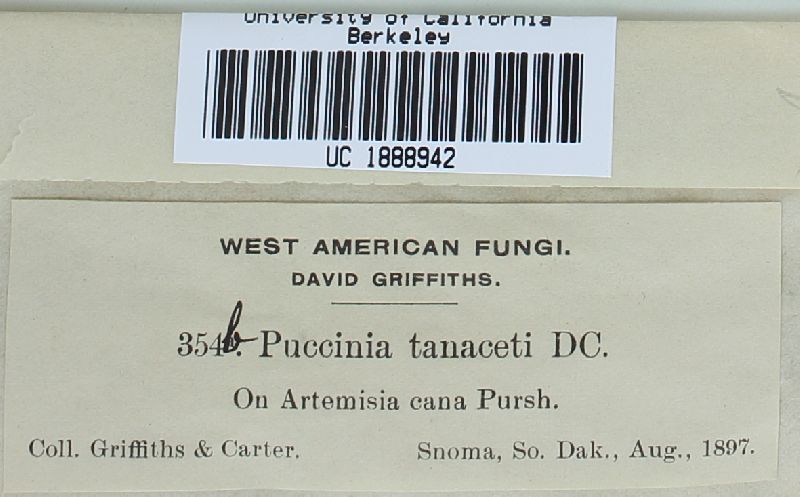 University of California
Berkeley
UC 1888942
WEST AMERICAN FUNGI.
DAVID GRIFFITHS.
354b. Puccinia tanaceti DC.
On Artemisia cana Pursh.
Coll. Griffiths & Carter. Snoma, So. Dak., Aug., 1897.